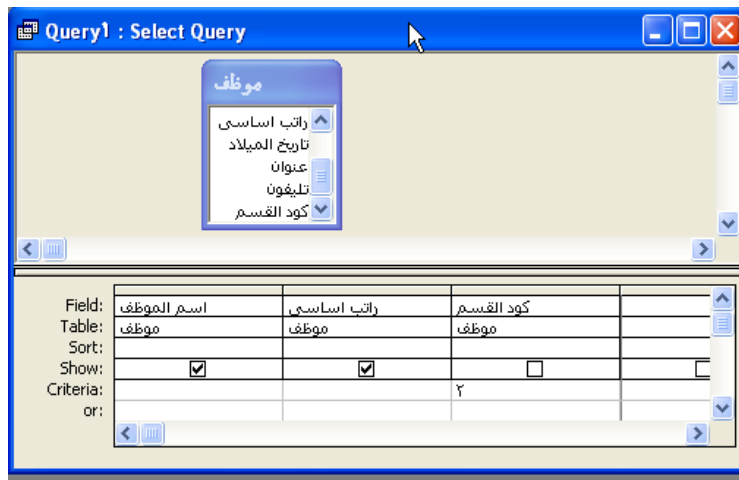 Query1 : Select Query
موظف
راتب اساسى
تاريخ الميلاد
عنوان
تليفون
كود القسم
Field: اسم الموظف راتب اساسى كود القسم
Table: موظف موظف موظف
Sort:
Show:
Criteria: ٢
or: